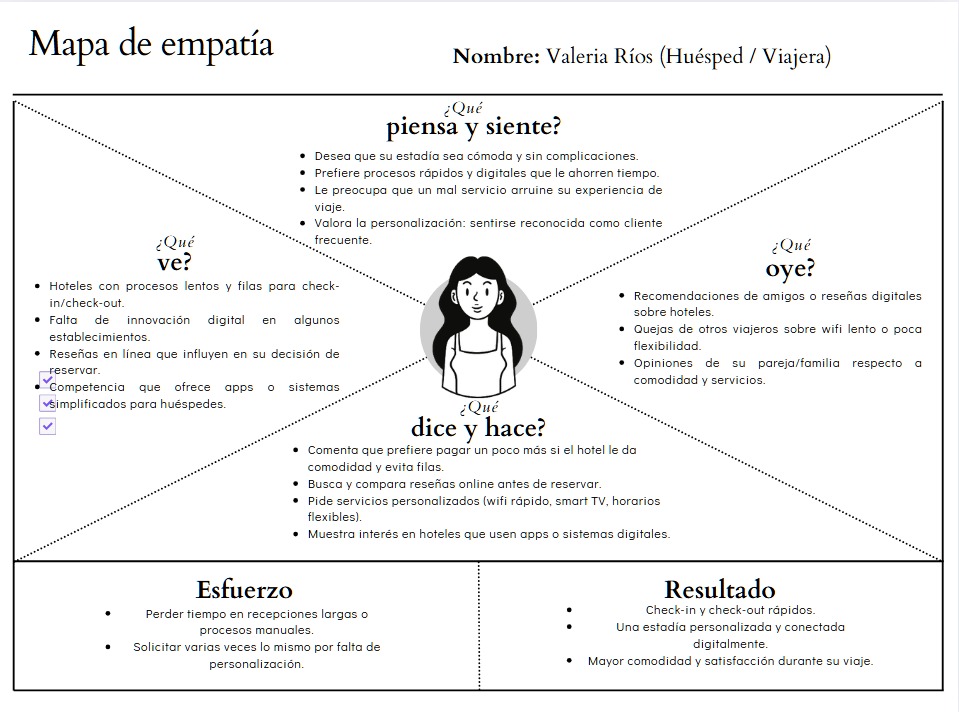 Mapa de empatía
Nombre: Valeria Ríos (Huésped / Viajera)
¿Qué
piensa y siente?
• Desea que su estadía sea cómoda y sin complicaciones.
• Prefiere procesos rápidos y digitales que le ahorren tiempo.
• Le preocupa que un mal servicio arruine su experiencia de
viaje.
• Valora la personalización: sentirse reconocida como cliente
frecuente.
¿Qué
ve?
• Hoteles con procesos lentos y filas para check-
in/check-out.
• Falta de innovación digital en algunos
establecimientos.
• Reseñas en línea que influyen en su decisión de
reservar.
• Competencia que ofrece apps o sistemas
simplificados para huéspedes.
¿Qué
oye?
• Recomendaciones de amigos o reseñas digitales
sobre hoteles.
• Quejas de otros viajeros sobre wifi lento o poca
flexibilidad.
• Opiniones de su pareja/familia respecto a
comodidad y servicios.
¿Qué
dice y hace?
• Comenta que prefiere pagar un poco más si el hotel le da
comodidad y evita filas.
• Busca y compara reseñas online antes de reservar.
• Pide servicios personalizados (wifi rápido, smart TV, horarios
flexibles).
• Muestra interés en hoteles que usen apps o sistemas digitales.
Esfuerzo
• Perder tiempo en recepciones largas o
procesos manuales.
• Solicitar varias veces lo mismo por falta de
personalización.
Resultado
• Check-in y check-out rápidos.
• Una estadía personalizada y conectada
digitalmente.
• Mayor comodidad y satisfacción durante su viaje.